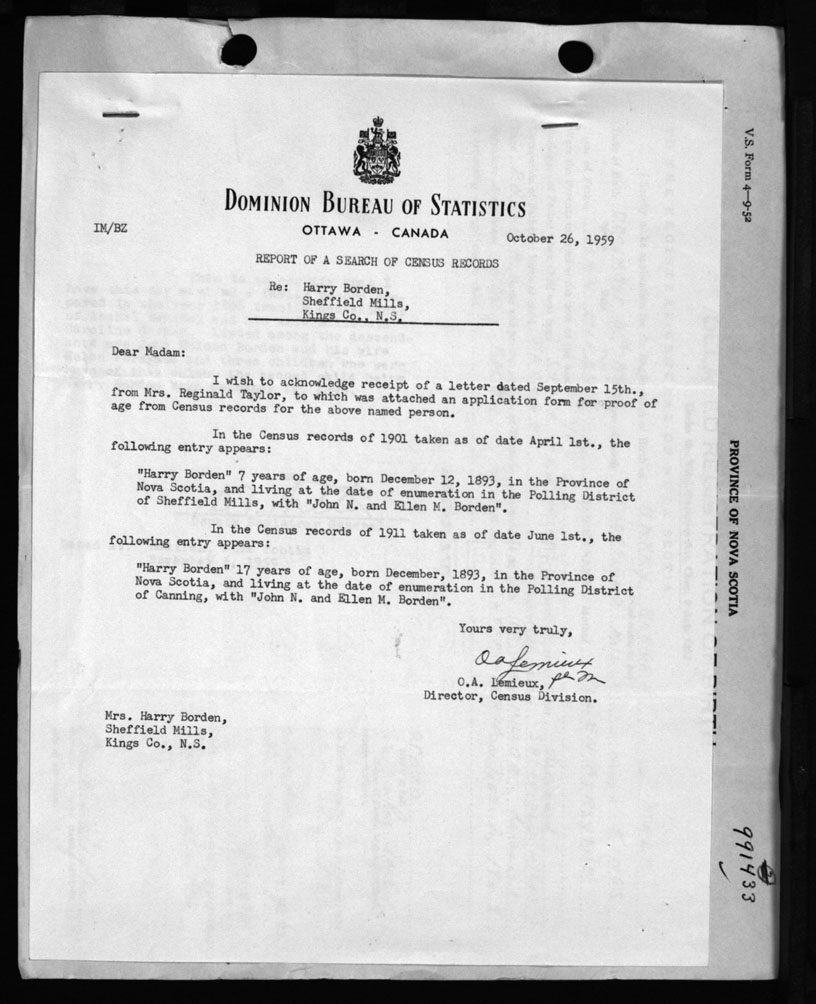 DOMINION BUREAU OF STATISTICS
OTTAWA - CANADA
IM/BZ
October 26, 1959
REPORT OF A SEARCH OF CENSUS RECORDS
Re: Harry Borden,
Sheffield Mills,
Kings Co., N.S.
Dear Madam:
I wish to acknowledge receipt of a letter dated September 15th.,
from Mrs. Reginald Taylor, to which was attached an application form for proof of
age from Census records for the above named person.
In the Census records of 1901 taken as of date April 1st., the
following entry appears:
"Harry Borden" 7 years of age, born December 12, 1893, in the Province of
Nova Scotia, and living at the date of enumeration in the Polling District
of Sheffield Mills, with "John N. and Ellen M. Borden".
In the Census records of 1911 taken as of date June 1st., the
following entry appears:
"Harry Borden" 17 years of age, born December, 1893, in the Province of
Nova Scotia, and living at the date of enumeration in the Polling District
of Canning, with "John N. and Ellen M. Borden".
Yours very truly,
O A Lemieux
O.A. Lemieux,
Director, Census Division.
Mrs. Harry Borden,
Sheffield Mills,
Kings Co., N.S.
V.S. Form 4—9-52
PROVINCE OF NOVA SCOTIA
991433